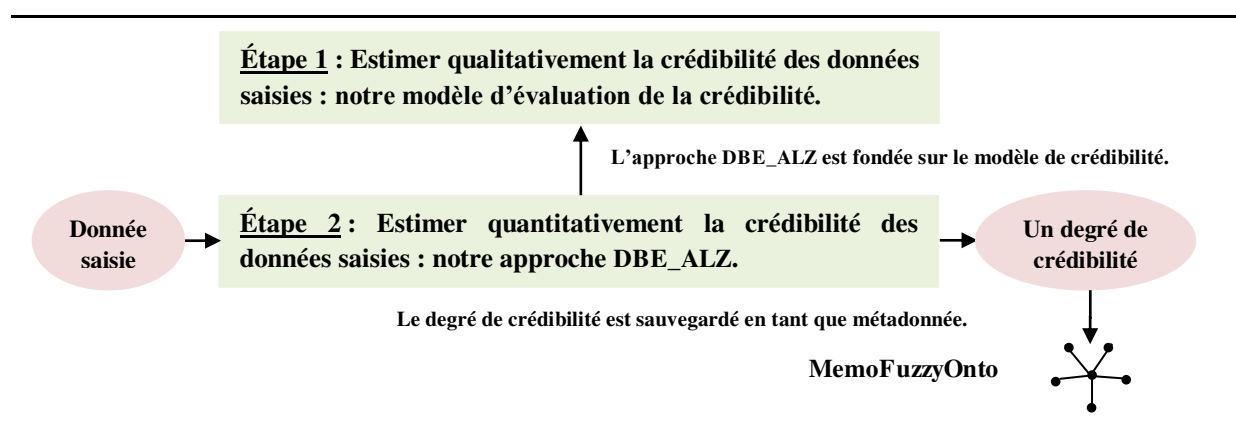 Étape 1 : Estimer qualitativement la crédibilité des données
saisies : notre modèle d'évaluation de la crédibilité.
L'approche DBE_ALZ est fondée sur le modèle de crédibilité.
Donnée
saisie
Étape 2 : Estimer quantitativement la crédibilité des
données saisies : notre approche DBE_ALZ.
Un degré de
crédibilité
Le degré de crédibilité est sauvegardé en tant que métadonnée.
MemoFuzzyOnto